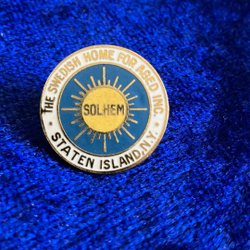 THE SWEDISH HOME FOR AGED INC.
SOLHEM
STATEN ISLAND, N.Y.